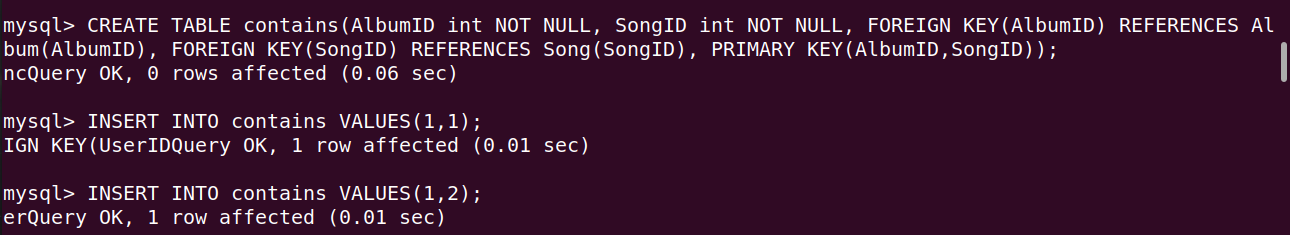 mysql> CREATE TABLE contains(AlbumID int NOT NULL, SongID int NOT NULL, FOREIGN KEY(AlbumID) REFERENCES Al
bum(AlbumID), FOREIGN KEY(SongID) REFERENCES Song(SongID), PRIMARY KEY(AlbumID,SongID));
ncQuery OK, 0 rows affected (0.06 sec)
mysql> INSERT INTO contains VALUES(1,1);
IGN KEY(UserIDQuery OK, 1 row affected (0.01 sec)
mysql> INSERT INTO contains VALUES(1,2);
erQuery OK, 1 row affected (0.01 sec)